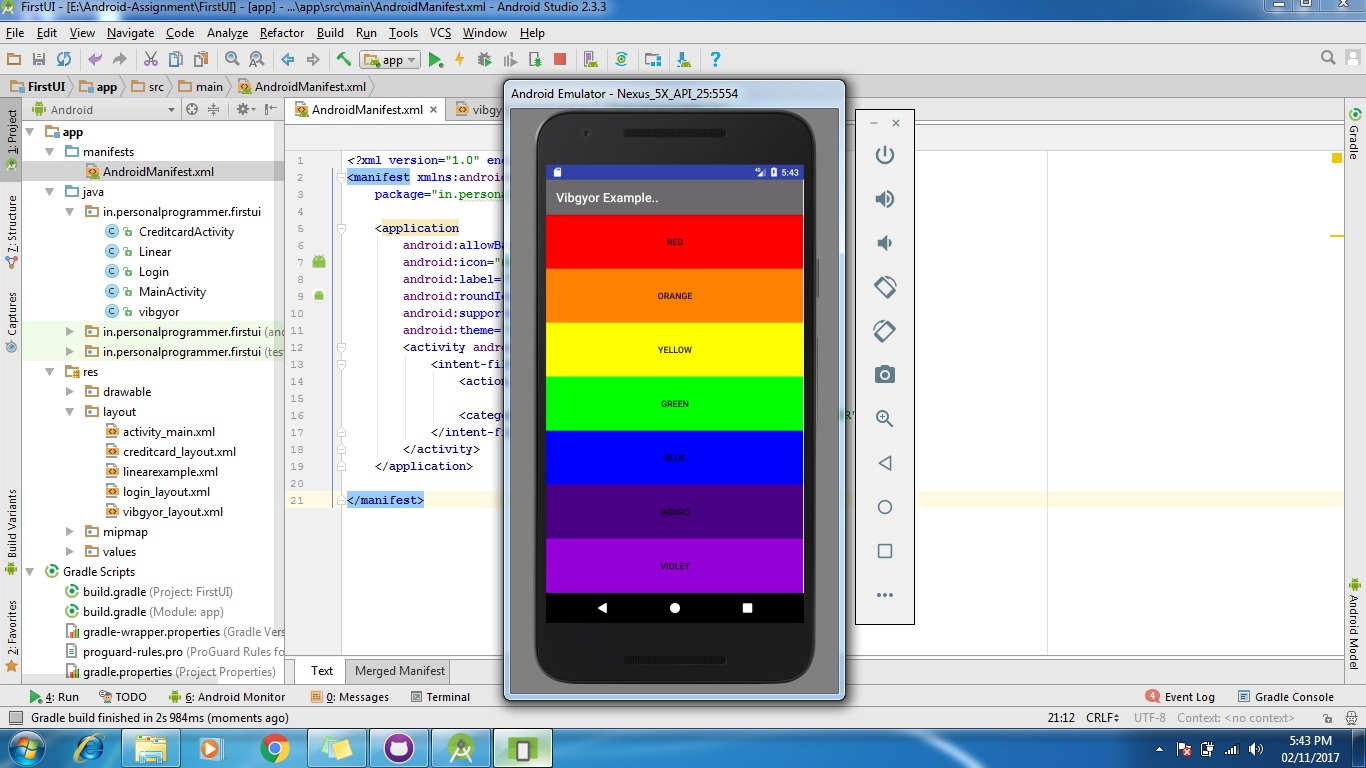 FirstUI - [E:\Android-Assignment\FirstUI] - [app] - ...\app\src\main\AndroidManifest.xml - Android Studio 2.3.3
File Edit View Navigate Code Analyze Refactor Build Run Tools VCS Window Help
app
FirstUI app src main AndroidManifest.xml
Android
AndroidManifest.xml
vibgy
1: Project
7: Structure
Captures
Build Variants
2: Favorites
app
manifests
AndroidManifest.xml
java
in.personalprogrammer.firstui
CreditcardActivity
Linear
Login
MainActivity
vibgyor
in.personalprogrammer.firstui (and
in.personalprogrammer.firstui (tes
res
drawable
layout
activity_main.xml
creditcard_layout.xml
linearexample.xml
login_layout.xml
vibgyor_layout.xml
mipmap
values
Gradle Scripts
build.gradle (Project: FirstUI)
build.gradle (Module: app)
gradle-wrapper.properties (Gradle Vers
proguard-rules.pro (ProGuard Rules fo
gradle.properties (Project Properties)
1 <?xml version="1.0" en
2 <manifest xmlns:android
3 package="in.persona
4
5 <application
6 android:allowBa
7 android:icon="
8 android:label="
9 android:roundIc
10 android:support
11 android:theme=
12 <activity andr
13 <intent-fil
14 <action
15
16 <catego R"
17 </intent-fi
18 </activity>
19 </application>
20
21 </manifest>
Text Merged Manifest
Android Emulator - Nexus_5X_API_25:5554
5:43
Vibgyor Example..
RED
ORANGE
YELLOW
GREEN
BLUE
INDIGO
VIOLET
Gradle
Android Model
4: Run TODO 6: Android Monitor 0: Messages Terminal
4 Event Log Gradle Console
Gradle build finished in 2s 984ms (moments ago)
21:12 CRLF UTF-8 Context: <no context>
5:43 PM
02/11/2017